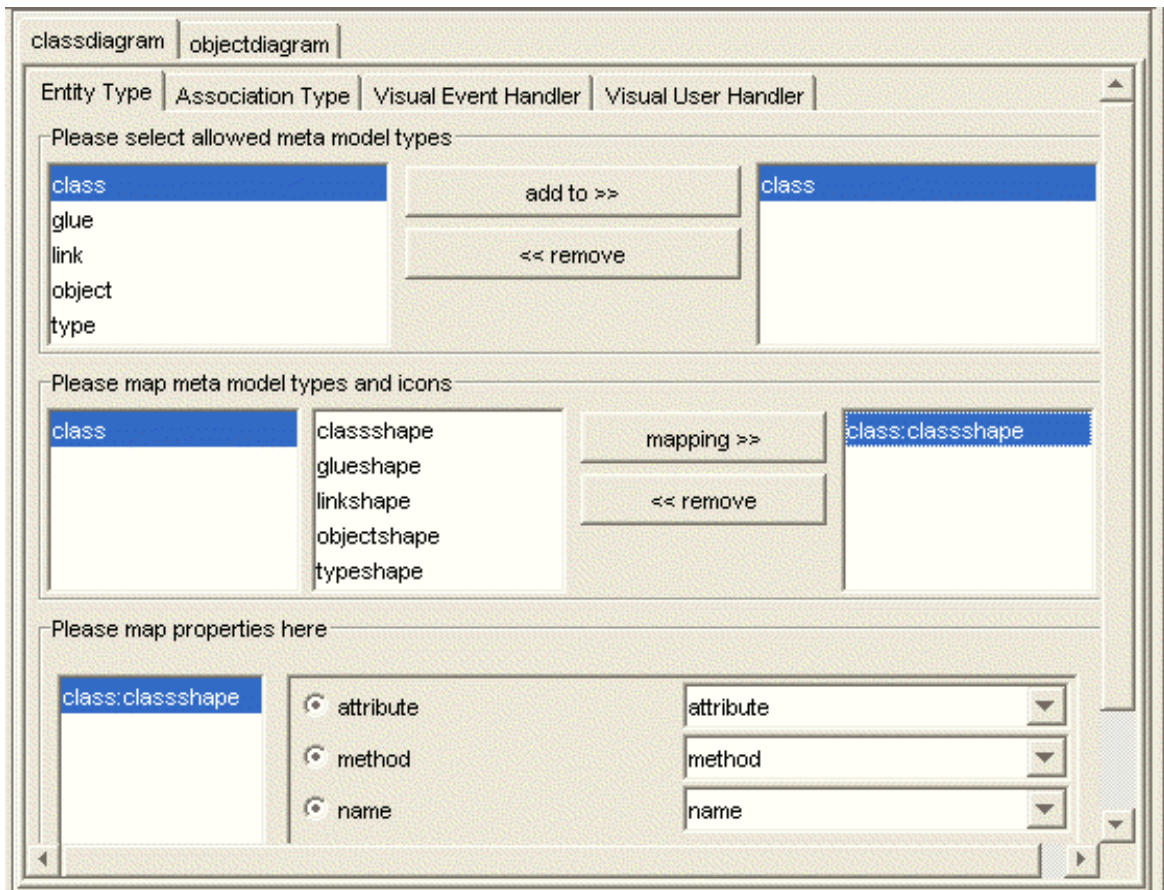 classdiagram objectdiagram
Entity Type Association Type Visual Event Handler Visual User Handler
Please select allowed meta model types
class add to >> class
glue
link << remove
object
type
Please map meta model types and icons
class classshape mapping >> class:classshape
glueshape
linkshape << remove
objectshape
typeshape
Please map properties here
class:classshape attribute attribute
method method
name name